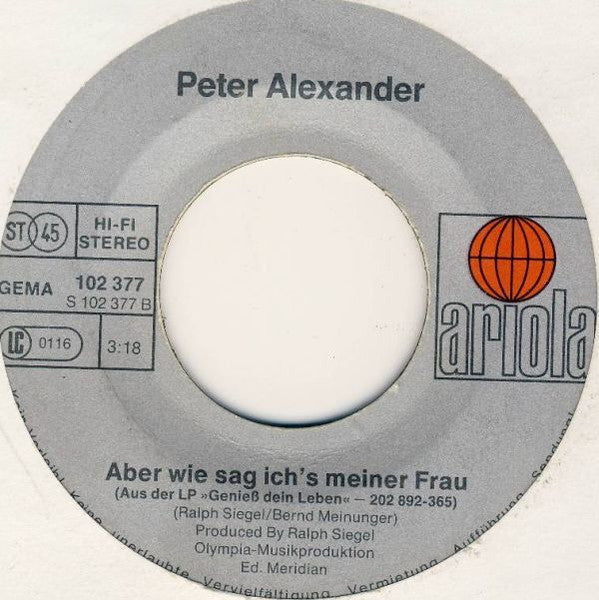 Peter Alexander
ST 45
HI-FI
STEREO
GEMA 102 377
S 102 377 B
LC 0116
3:18
ariola
Aber wie sag ich's meiner Frau
(Aus der LP »Genieß dein Leben« – 202 892-365)
(Ralph Siegel/Bernd Meinunger)
Produced By Ralph Siegel
Olympia-Musikproduktion
Ed. Meridian
Keine unerlaubte Vervielfältigung, Vermietung, Aufführung, Sendung!